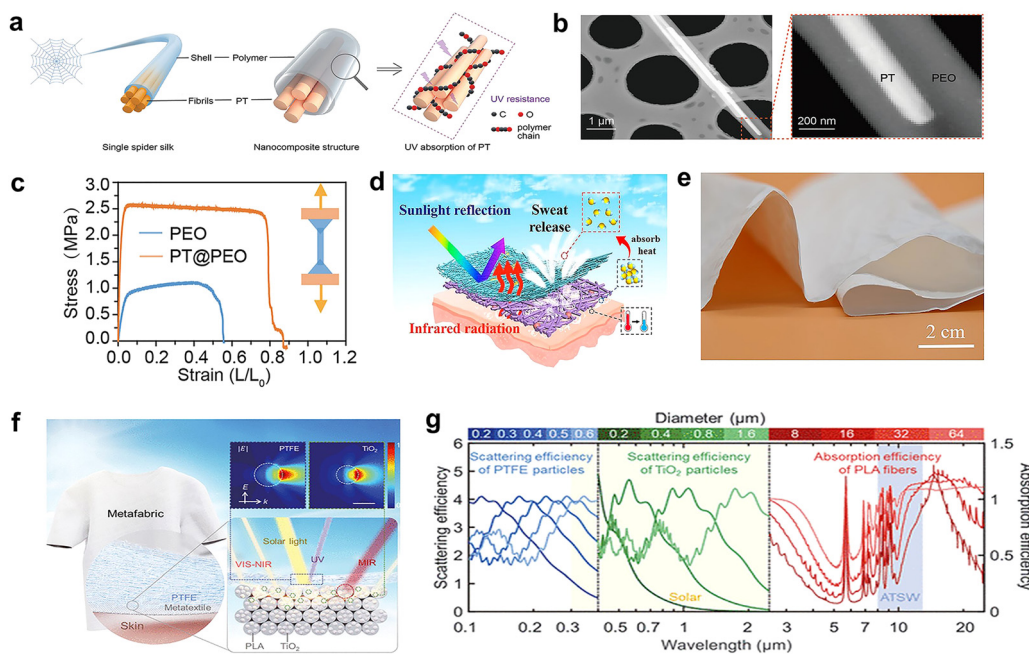 a
Shell
Polymer
Fibrils
PT
UV resistance
C
O
polymer
chain
Single spider silk
Nanocomposite structure
UV absorption of PT
b
1 μm
PT
PEO
200 nm
c
Stress (MPa)
3.0
2.5
2.0
1.5
1.0
0.5
0.0
PEO
PT@PEO
0.0 0.2 0.4 0.6 0.8 1.0 1.2
Strain (L/L₀)
d
Sunlight reflection
Sweat
release
absorb
heat
Infrared radiation
e
2 cm
f
Metafabric
PTFE
Metatextile
Skin
|E|
PTFE
TiO₂
E
k
1
Solar light
VIS-NIR
UV
MIR
PLA
TiO₂
g
Diameter (μm)
0.2 0.3 0.4 0.5 0.6
0.2 0.4 0.8 1.6
8 16 32 64
Scattering efficiency
of PTFE particles
Scattering efficiency
of TiO₂ particles
Absorption efficiency
of PLA fibers
Scattering efficiency
6
5
4
3
2
1
0
Absorption efficiency
1.5
1
0.5
0
Solar
ATSW
0.1 0.2 0.3 0.5 0.7 1 2 3 5 7 10 20
Wavelength (μm)